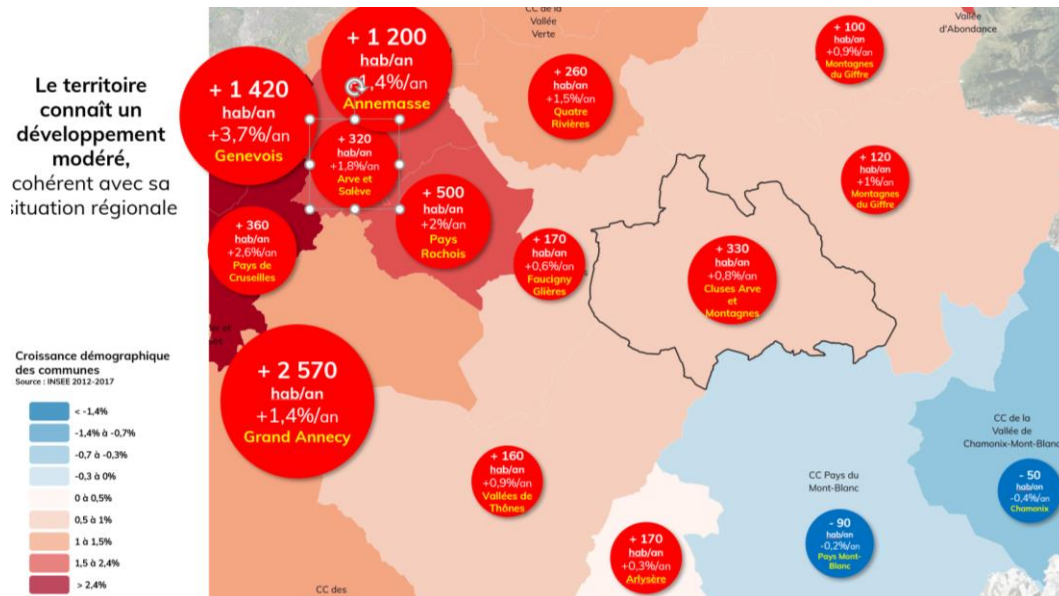 Le territoire
connaît un
développement
modéré,
cohérent avec sa
situation régionale
Croissance démographique
des communes
Source : INSEE 2012-2017
< -1,4%
-1,4% à -0,7%
-0,7 à -0,3%
-0,3 à 0%
0 à 0,5%
0,5 à 1%
1 à 1,5%
1,5 à 2,4%
> 2,4%
+ 1 420
hab/an
+3,7%/an
Genevois
+ 1 200
hab/an
1,4%/an
Annemasse
+ 320
hab/an
+1,8%/an
Arve et
Salève
+ 500
hab/an
+2%/an
Pays
Rochois
+ 360
hab/an
+2,6%/an
Pays de
Cruseilles
+ 2 570
hab/an
+1,4%/an
Grand Annecy
CC de la
Vallée
Verte
+ 260
hab/an
+1,5%/an
Quatre
Rivières
+ 170
hab/an
+0,6%/an
Faucigny
Glières
+ 100
hab/an
+0,9%/an
Montagnes
du Giffre
Vallée
d'Abondance
+ 120
hab/an
+1%/an
Montagnes
du Giffre
+ 330
hab/an
+0,8%/an
Cluses Arve
et
Montagnes
+ 160
hab/an
+0,9%/an
Vallées de
Thônes
+ 170
hab/an
+0,3%/an
Arlysère
CC Pays du
Mont-Blanc
- 90
hab/an
-0,2%/an
Pays Mont-
Blanc
CC de la
Vallée de
Chamonix-Mont-Blanc
- 50
hab/an
-0,4%/an
Chamonix
CC des